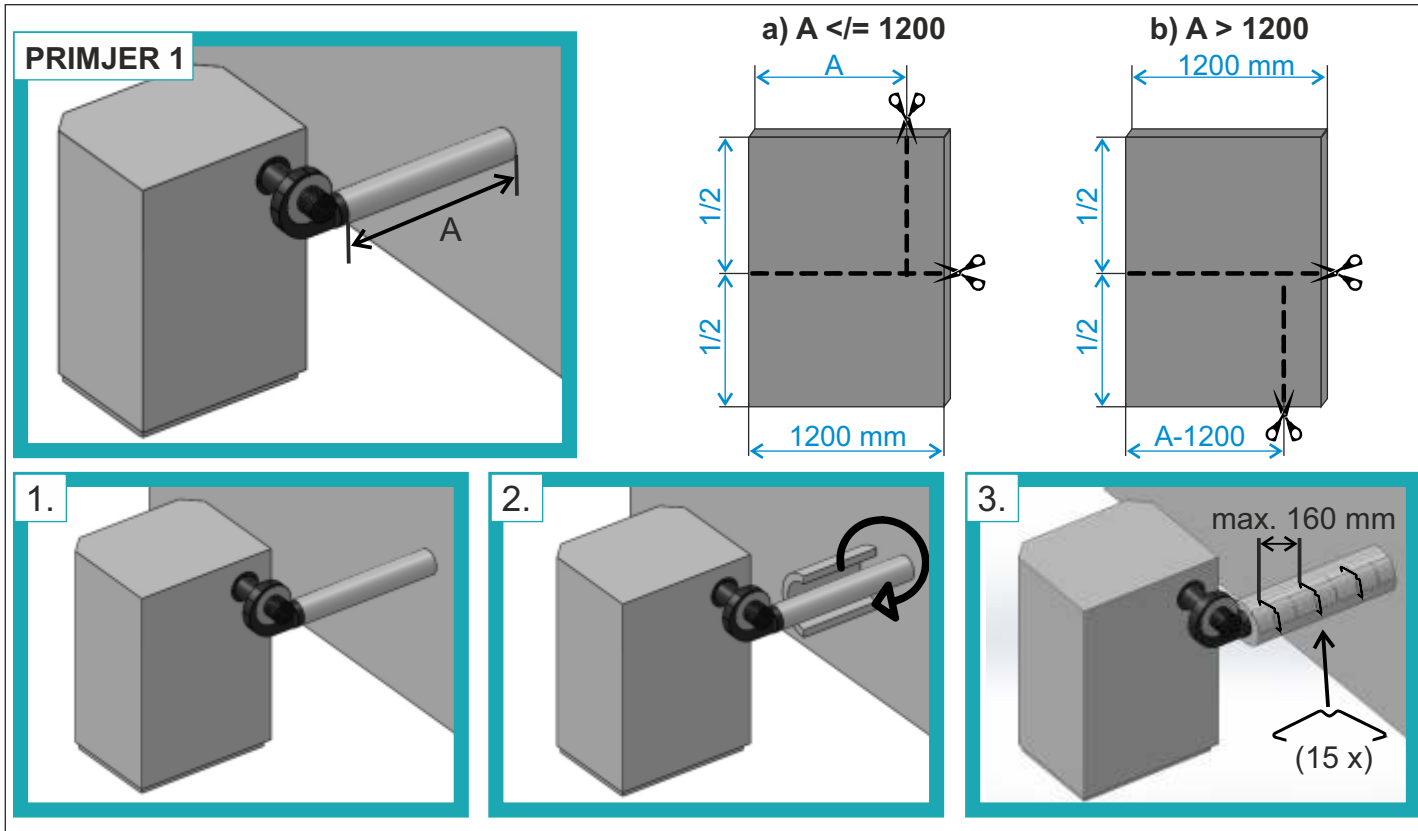 PRIMJER 1
A
a) A </= 1200
A
1/2
1/2
1200 mm
b) A > 1200
1200 mm
1/2
1/2
A-1200
1.
2.
3.
max. 160 mm
(15 x)